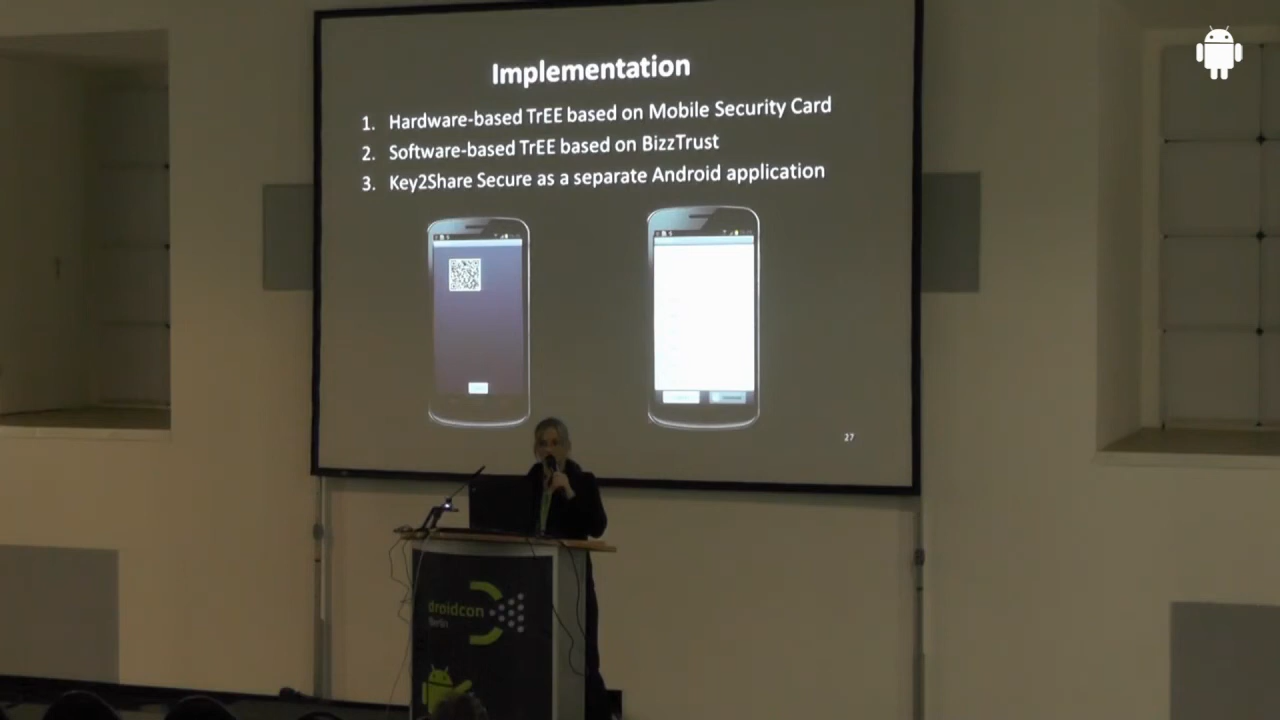 Implementation
1. Hardware-based TrEE based on Mobile Security Card
2. Software-based TrEE based on BizzTrust
3. Key2Share Secure as a separate Android application
27
droidcon
Berlin